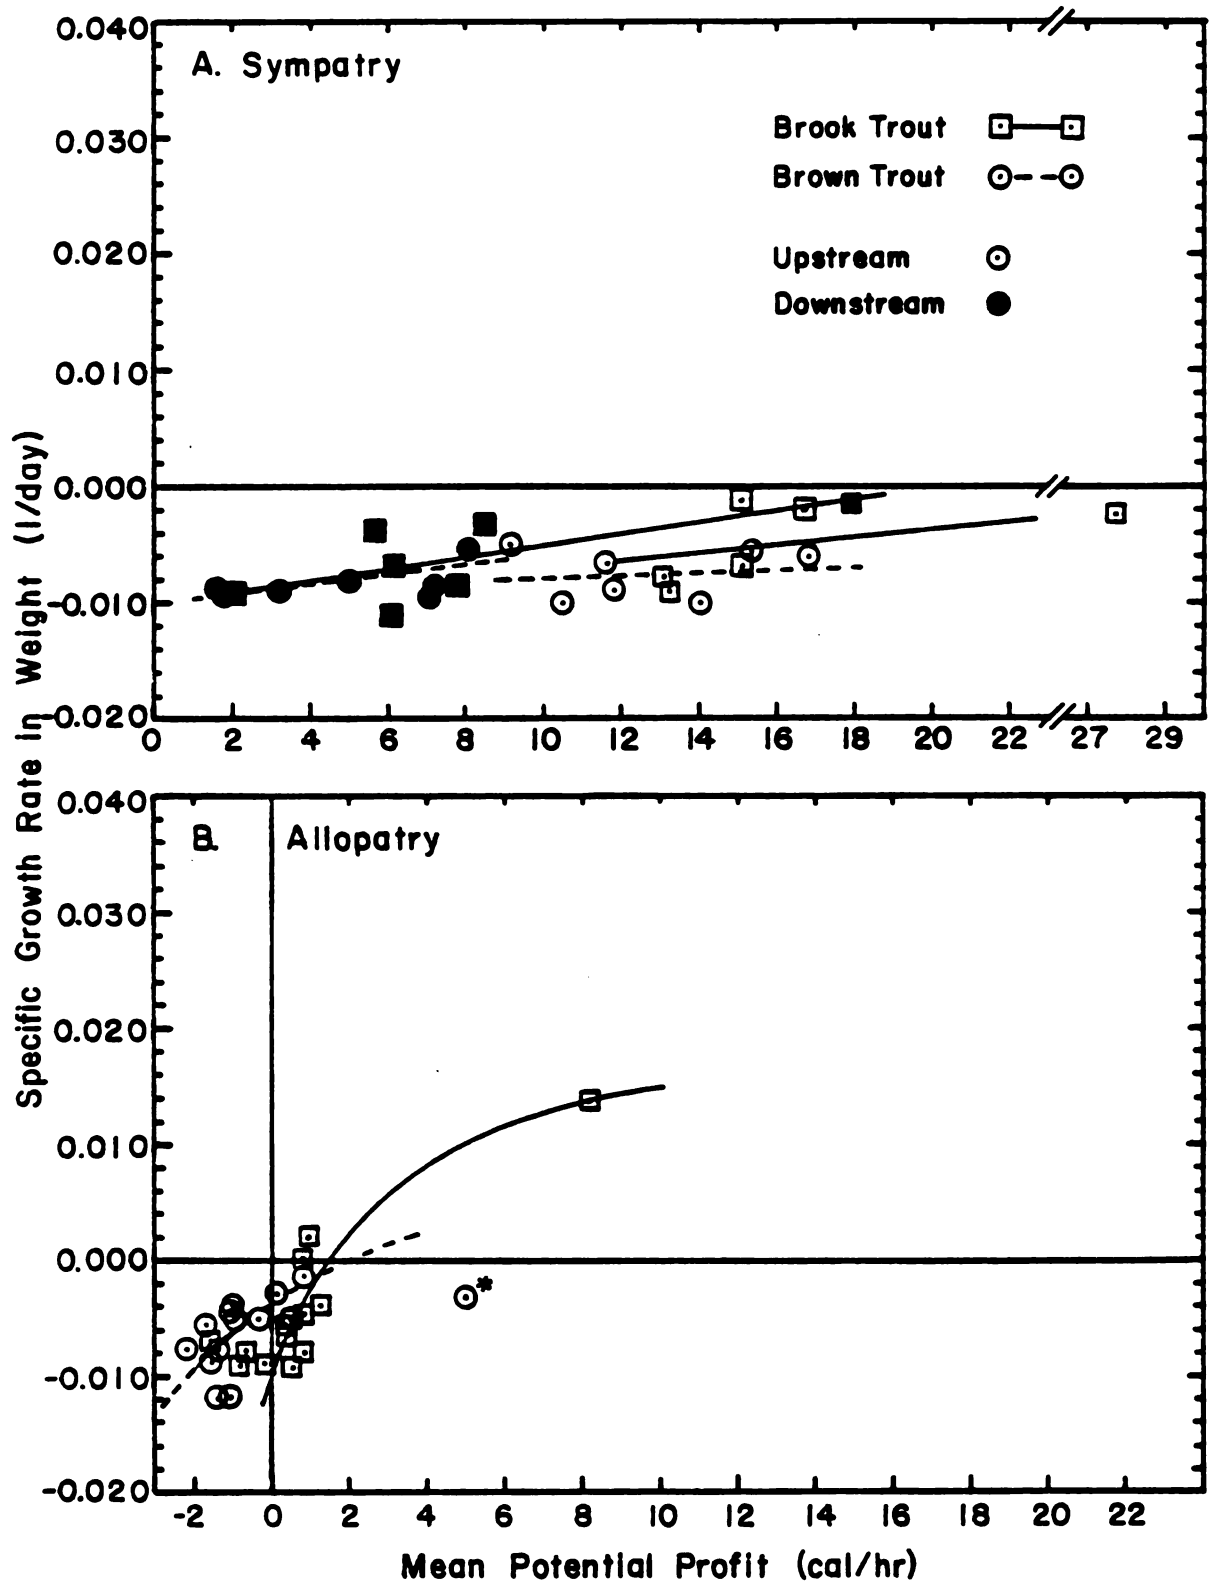 0.040
A. Sympatry
0.030
Brook Trout
Brown Trout
0.020
Upstream
Downstream
0.010
0.000
-0.010
-0.020
0 2 4 6 8 10 12 14 16 18 20 22 27 29
Specific Growth Rate in Weight (1/day)
0.040
B. Allopatry
0.030
0.020
0.010
0.000
*
-0.010
-0.020
-2 0 2 4 6 8 10 12 14 16 18 20 22
Mean Potential Profit (cal/hr)